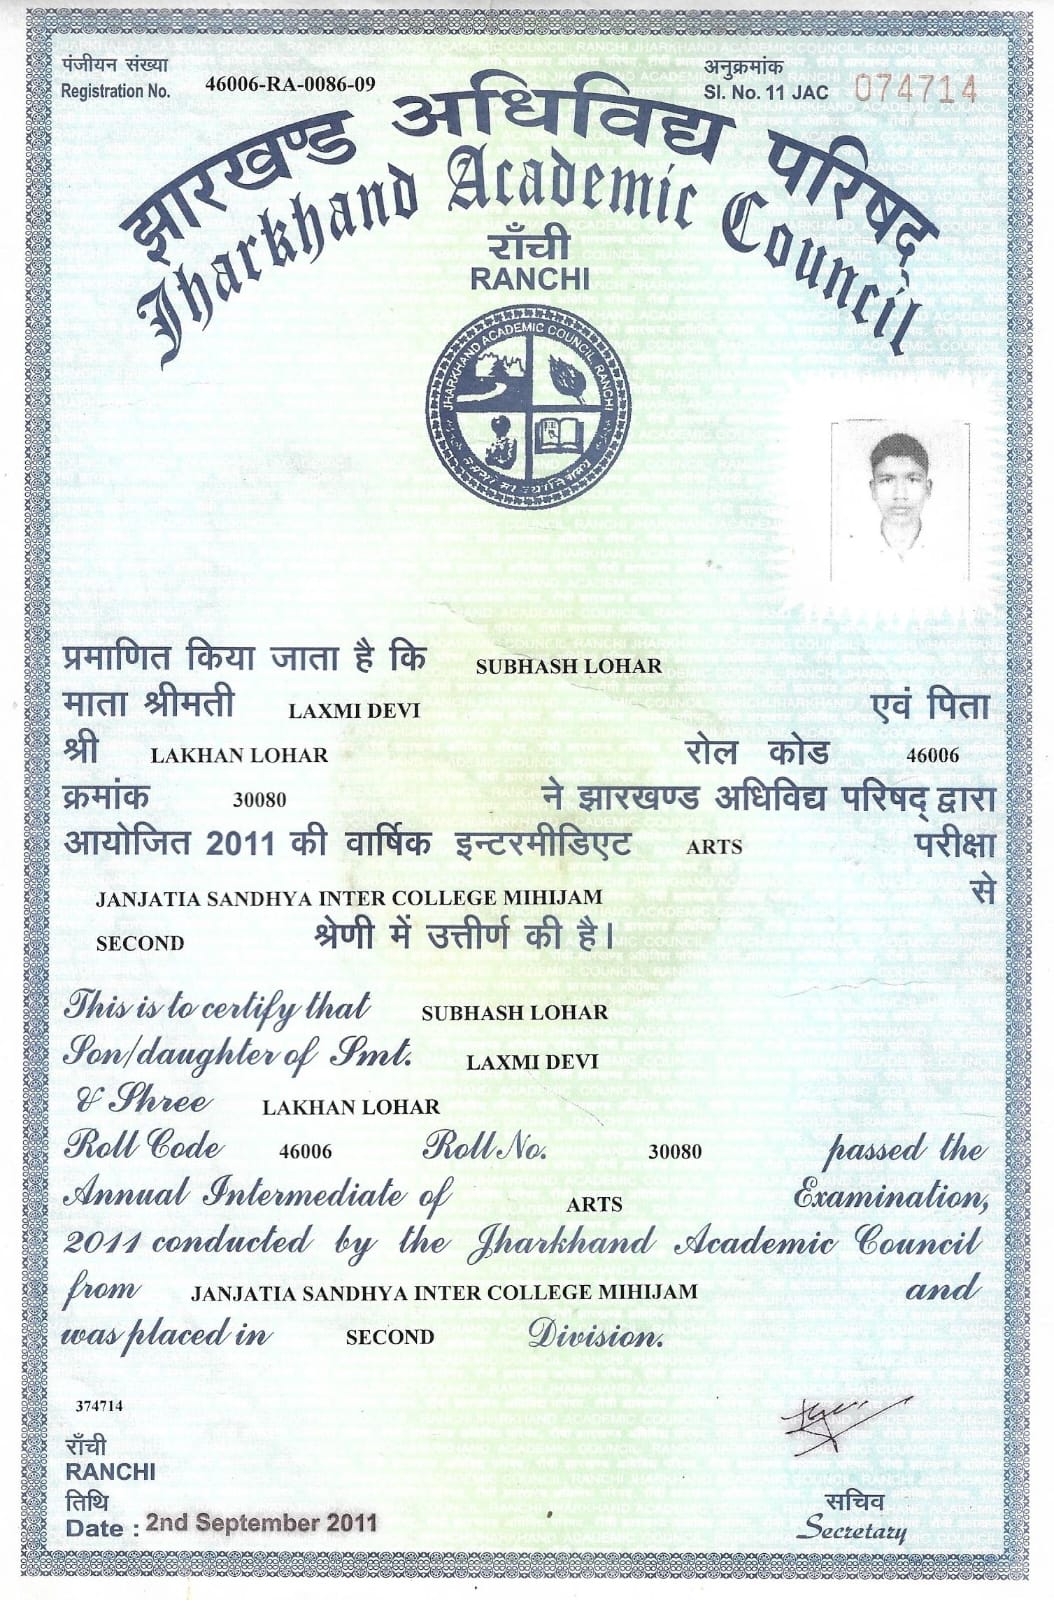 पंजीयन संख्या
Registration No. 46006-RA-0086-09
अनुक्रमांक
Sl. No. 11 JAC 074714
झारखण्ड अधिविद्य परिषद्
Jharkhand Academic Council
राँची
RANCHI
JHARKHAND ACADEMIC COUNCIL, RANCHI
प्रमाणित किया जाता है कि SUBHASH LOHAR
माता श्रीमती LAXMI DEVI एवं पिता
श्री LAKHAN LOHAR रोल कोड 46006
क्रमांक 30080 ने झारखण्ड अधिविद्य परिषद् द्वारा
आयोजित 2011 की वार्षिक इन्टरमीडिएट ARTS परीक्षा
JANJATIA SANDHYA INTER COLLEGE MIHIJAM से
SECOND श्रेणी में उत्तीर्ण की है।
This is to certify that SUBHASH LOHAR
Son/daughter of Smt. LAXMI DEVI
& Shree LAKHAN LOHAR
Roll Code 46006 Roll No. 30080 passed the
Annual Intermediate of ARTS Examination,
2011 conducted by the Jharkhand Academic Council
from JANJATIA SANDHYA INTER COLLEGE MIHIJAM and
was placed in SECOND Division.
374714
राँची
RANCHI
तिथि
Date : 2nd September 2011
सचिव
Secretary